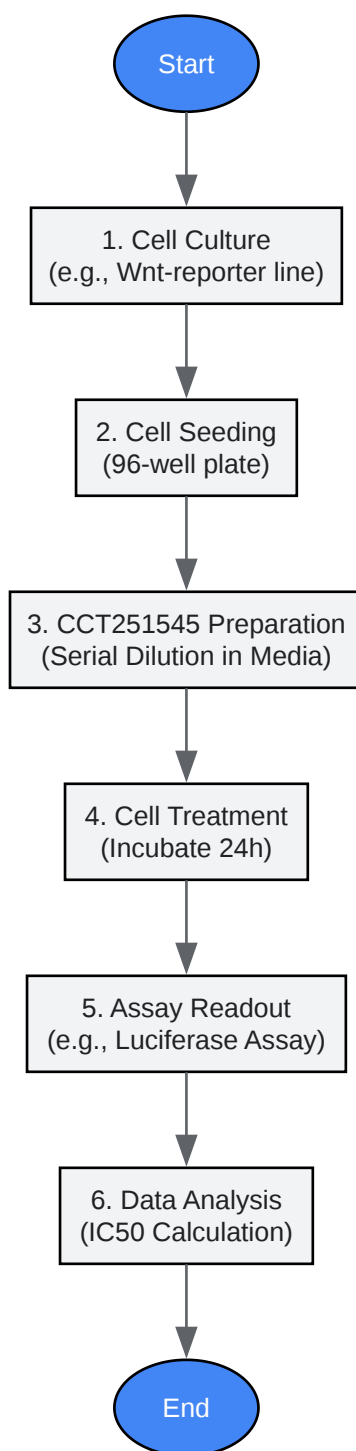 Start
1. Cell Culture
(e.g., Wnt-reporter line)
2. Cell Seeding
(96-well plate)
3. CCT251545 Preparation
(Serial Dilution in Media)
4. Cell Treatment
(Incubate 24h)
5. Assay Readout
(e.g., Luciferase Assay)
6. Data Analysis
(IC50 Calculation)
End